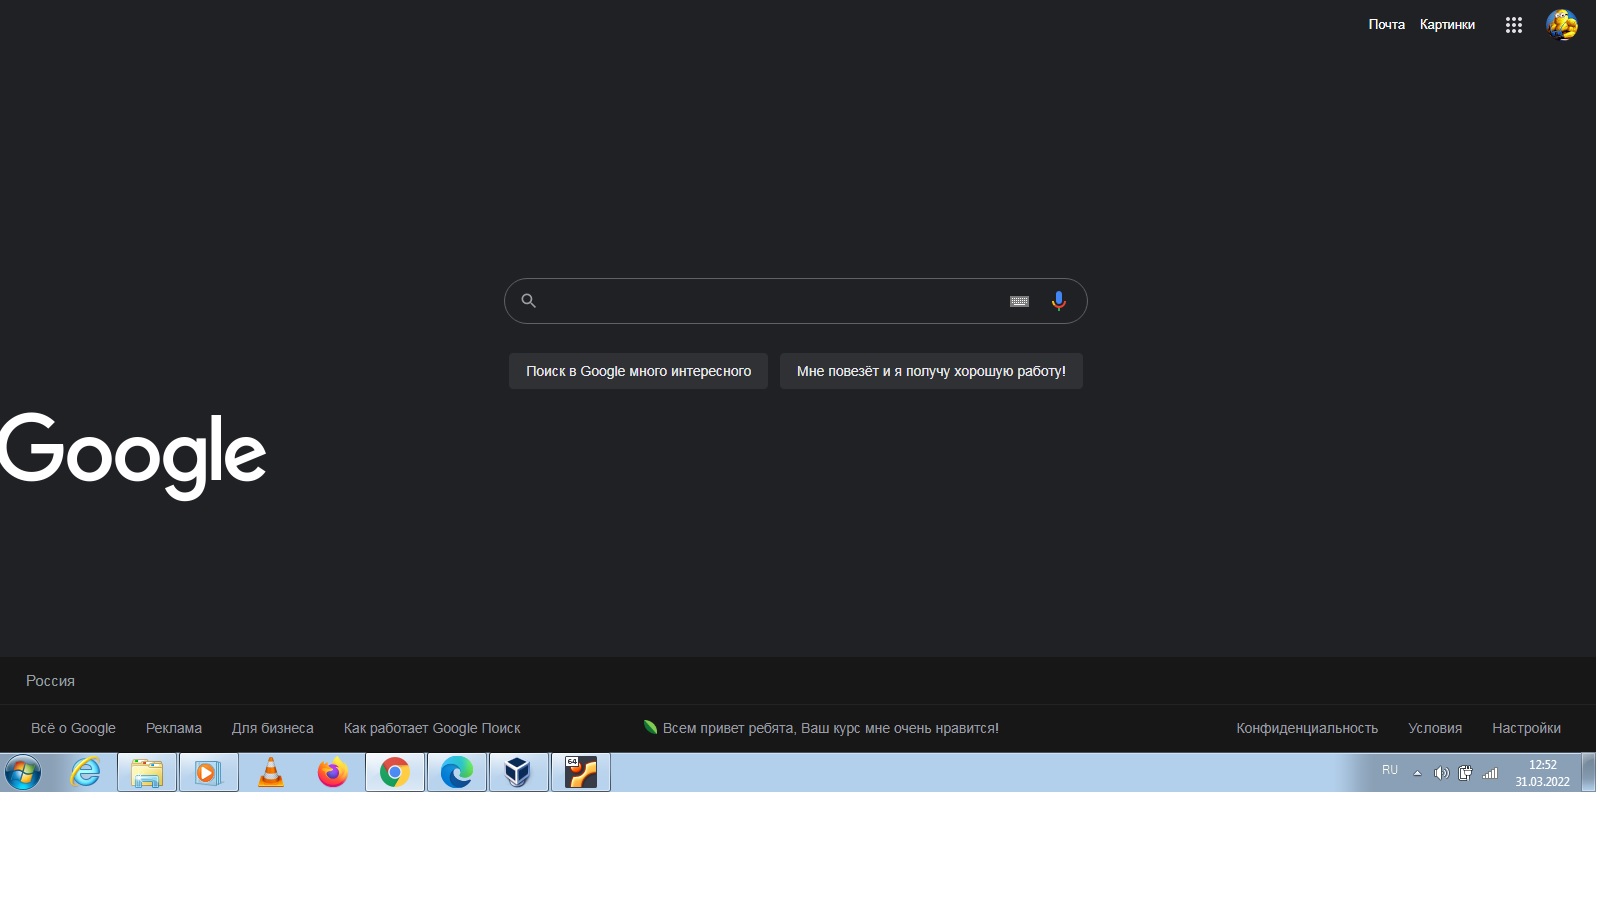 Почта Картинки
Поиск в Google много интересного Мне повезёт и я получу хорошую работу!
Google
Россия
Всё о Google Реклама Для бизнеса Как работает Google Поиск Всем привет ребята, Ваш курс мне очень нравится! Конфиденциальность Условия Настройки
64
RU 12:52
31.03.2022